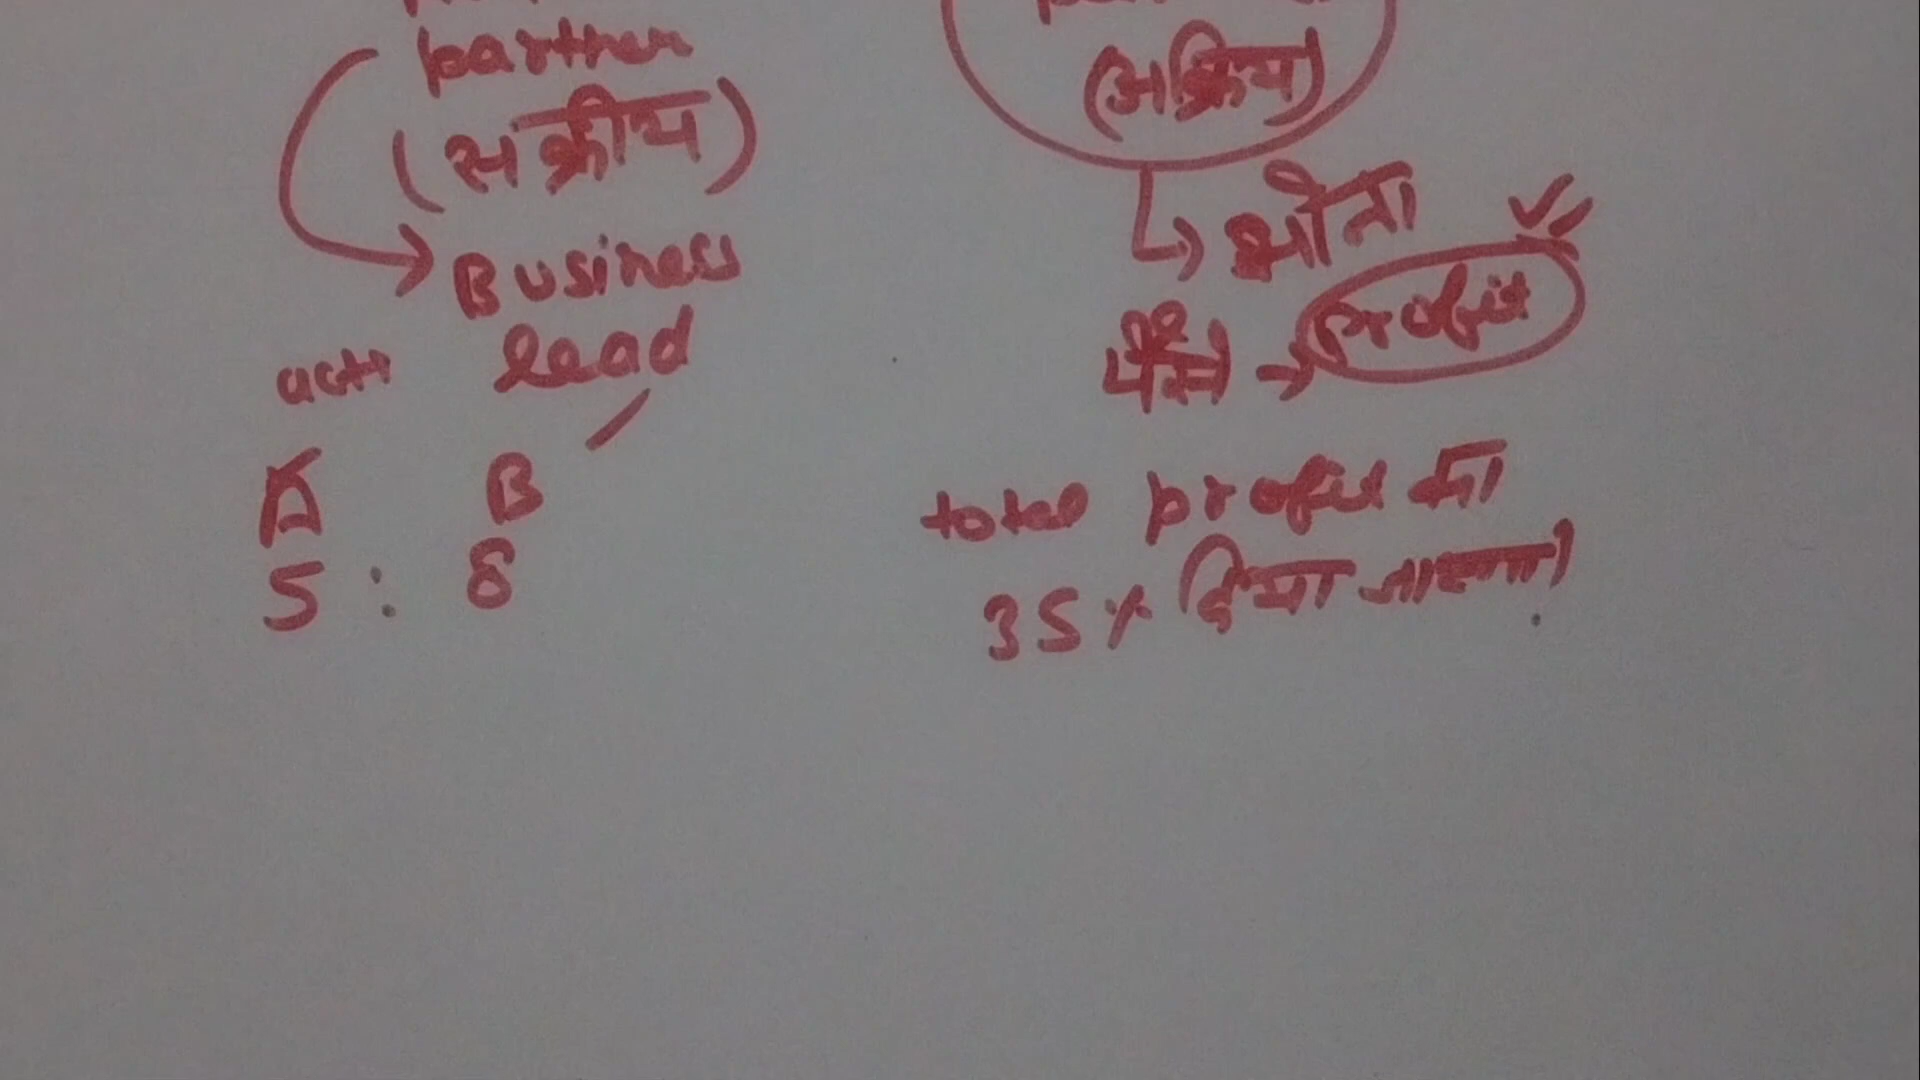 partner
(सक्रीय)
Business
lead
A B
5 : 8
(अक्रिय)
पैसा → profit
total profit का
35% दिया जाएगा